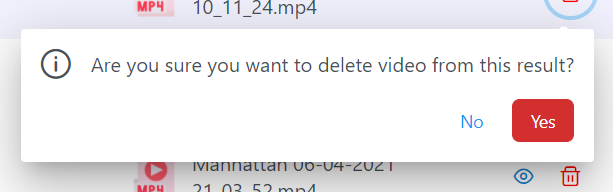 MP4
10_11_24.mp4
Are you sure you want to delete video from this result?
No
Yes
Manhattan 06-04-2021
MP4
21_03_52.mp4